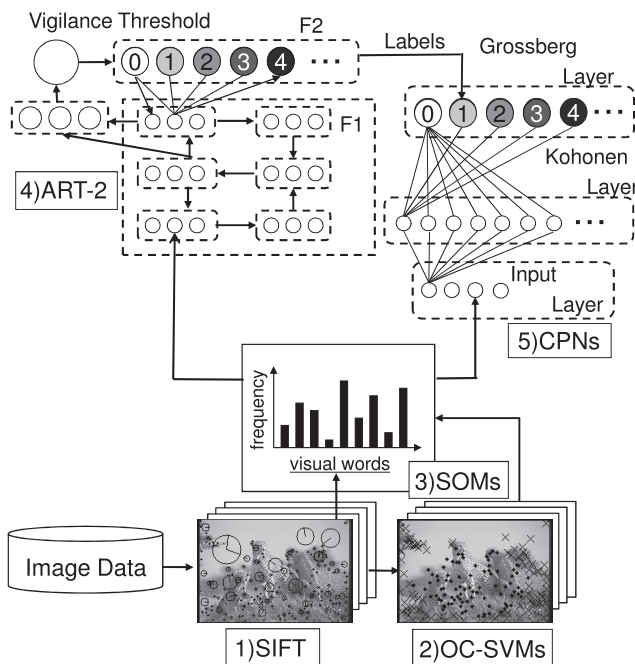 Vigilance Threshold
F2
0 1 2 3 4 ···
Labels
Grossberg
Layer
0 1 2 3 4 ···
F1
4)ART-2
Kohonen
Layer
···
Input
Layer
5)CPNs
frequency
visual words
3)SOMs
Image Data
1)SIFT
2)OC-SVMs